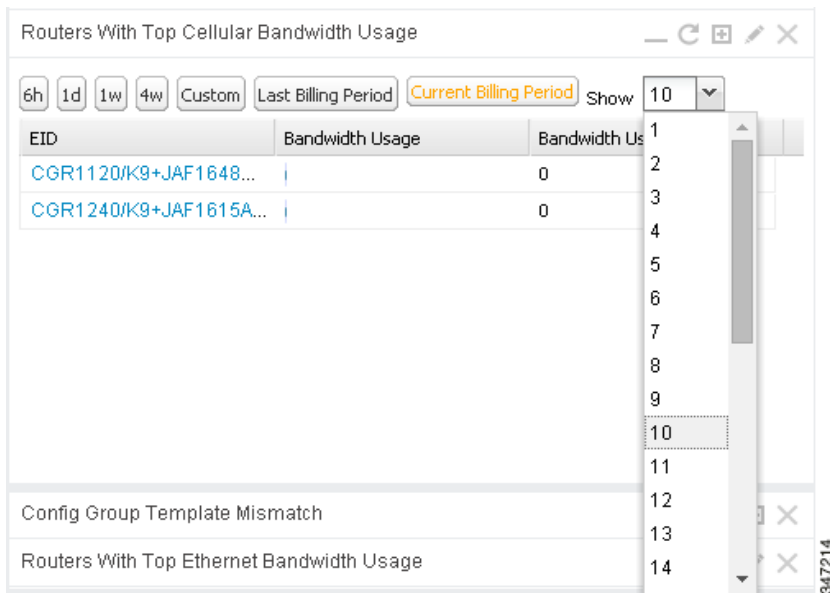 Routers With Top Cellular Bandwidth Usage
6h 1d 1w 4w Custom Last Billing Period Current Billing Period Show 10
EID Bandwidth Usage Bandwidth Us
CGR1120/K9+JAF1648... 0
CGR1240/K9+JAF1615A... 0
1
2
3
4
5
6
7
8
9
10
11
12
13
14
Config Group Template Mismatch
Routers With Top Ethernet Bandwidth Usage
347214